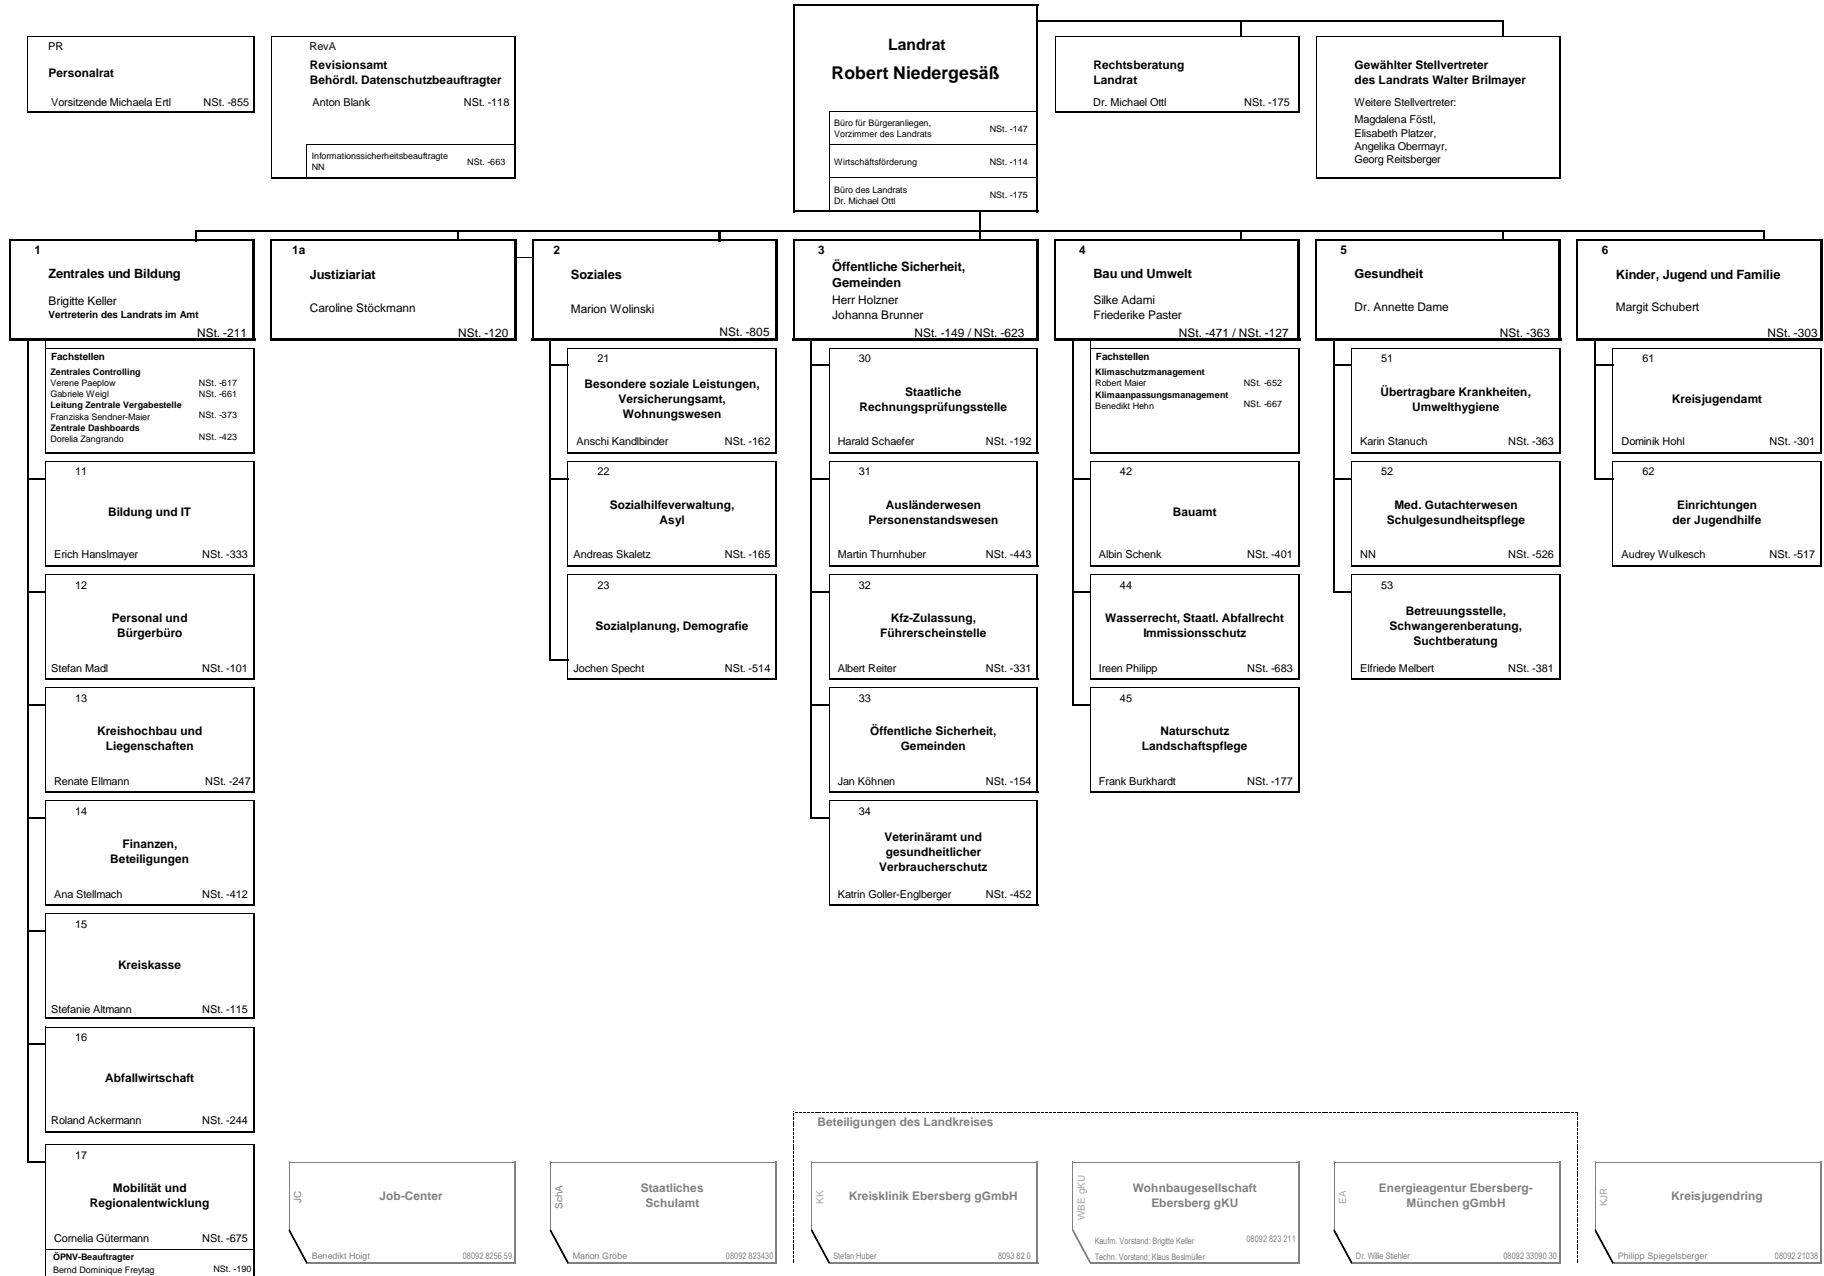 PR
Personalrat
Vorsitzende Michaela Ertl NSt. -855
RevA
Revisionsamt
Behördl. Datenschutzbeauftragter
Anton Blank NSt. -118
Informationssicherheitsbeauftragte
NN
NSt. -663
Landrat
Robert Niedergesäß
Büro für Bürgeranliegen,
Vorzimmer des Landrats
NSt. -147
Wirtschäftsförderung NSt. -114
Büro des Landrats
Dr. Michael Ottl
NSt. -175
Rechtsberatung
Landrat
Dr. Michael Ottl NSt. -175
Gewählter Stellvertreter
des Landrats Walter Brilmayer
Weitere Stellvertreter:
Magdalena Föstl,
Elisabeth Platzer,
Angelika Obermayr,
Georg Reitsberger
1
Zentrales und Bildung
Brigitte Keller
Vertreterin des Landrats im Amt
NSt. -211
1a
Justiziariat
Caroline Stöckmann
NSt. -120
2
Soziales
Marion Wolinski
NSt. -805
3
Öffentliche Sicherheit,
Gemeinden
Herr Holzner
Johanna Brunner
NSt. -149 / NSt. -623
4
Bau und Umwelt
Silke Adami
Friederike Paster
NSt. -471 / NSt. -127
5
Gesundheit
Dr. Annette Dame
NSt. -363
6
Kinder, Jugend und Familie
Margit Schubert
NSt. -303
Fachstellen
Zentrales Controlling
Verene Paeplow NSt. -617
Gabriele Weigl NSt. -661
Leitung Zentrale Vergabestelle
Franziska Sendner-Maier NSt. -373
Zentrale Dashboards
Dorelia Zangrando NSt. -423
11
Bildung und IT
Erich Hanslmayer NSt. -333
12
Personal und
Bürgerbüro
Stefan Madl NSt. -101
13
Kreishochbau und
Liegenschaften
Renate Ellmann NSt. -247
14
Finanzen,
Beteiligungen
Ana Stellmach NSt. -412
15
Kreiskasse
Stefanie Altmann NSt. -115
16
Abfallwirtschaft
Roland Ackermann NSt. -244
17
Mobilität und
Regionalentwicklung
Cornelia Gütermann NSt. -675
ÖPNV-Beauftragter
Bernd Dominique Freytag NSt. -190
21
Besondere soziale Leistungen,
Versicherungsamt,
Wohnungswesen
Anschi Kandlbinder NSt. -162
22
Sozialhilfeverwaltung,
Asyl
Andreas Skaletz NSt. -165
23
Sozialplanung, Demografie
Jochen Specht NSt. -514
30
Staatliche
Rechnungsprüfungsstelle
Harald Schaefer NSt. -192
31
Ausländerwesen
Personenstandswesen
Martin Thurnhuber NSt. -443
32
Kfz-Zulassung,
Führerscheinstelle
Albert Reiter NSt. -331
33
Öffentliche Sicherheit,
Gemeinden
Jan Köhnen NSt. -154
34
Veterinäramt und
gesundheitlicher
Verbraucherschutz
Katrin Goller-Englberger NSt. -452
Fachstellen
Klimaschutzmanagement
Robert Maier NSt. -652
Klimaanpassungsmanagement
Benedikt Hehn NSt. -667
42
Bauamt
Albin Schenk NSt. -401
44
Wasserrecht, Staatl. Abfallrecht
Immissionsschutz
Ireen Philipp NSt. -683
45
Naturschutz
Landschaftspflege
Frank Burkhardt NSt. -177
51
Übertragbare Krankheiten,
Umwelthygiene
Karin Stanuch NSt. -363
52
Med. Gutachterwesen
Schulgesundheitspflege
NN NSt. -526
53
Betreuungsstelle,
Schwangerenberatung,
Suchtberatung
Elfriede Melbert NSt. -381
61
Kreisjugendamt
Dominik Hohl NSt. -301
62
Einrichtungen
der Jugendhilfe
Audrey Wulkesch NSt. -517
JC
Job-Center
Benedikt Hoigt 08092 8256 59
SchA
Staatliches
Schulamt
Marion Gröbe 08092 823430
Beteiligungen des Landkreises
KK
Kreisklinik Ebersberg gGmbH
Stefan Huber 8093 82 0
WBE gKU
Wohnbaugesellschaft
Ebersberg gKU
Kaufm. Vorstand: Brigitte Keller 08092 823 211
Techn. Vorstand: Klaus Beslmüller
EA
Energieagentur Ebersberg-
München gGmbH
Dr. Willie Stiehler 08092 33090 30
KJR
Kreisjugendring
Philipp Spiegelsberger 08092 21038